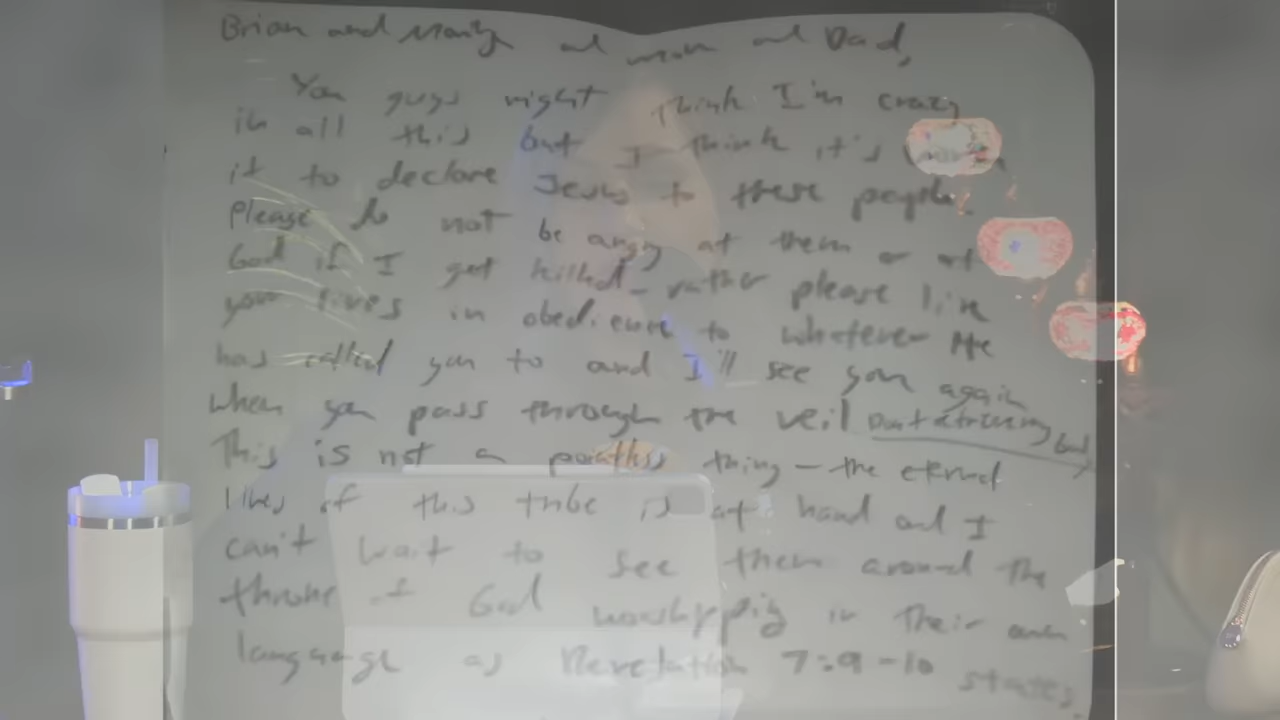 Brian and Marty and mom and Dad,
You guys might think I'm crazy
in all this but I think it's
it to declare Jesus to these people.
Please do not be angry at them or at
God if I get killed - rather please live
your lives in obedience to whatever He
has called you to and I'll see you again
when you pass through the veil Don't
This is not a pointless thing - the eternal
lives of this tribe is at hand and I
can't wait to see them around the
throne of God worshipping in their own
language as Revelation 7:9-10 states.